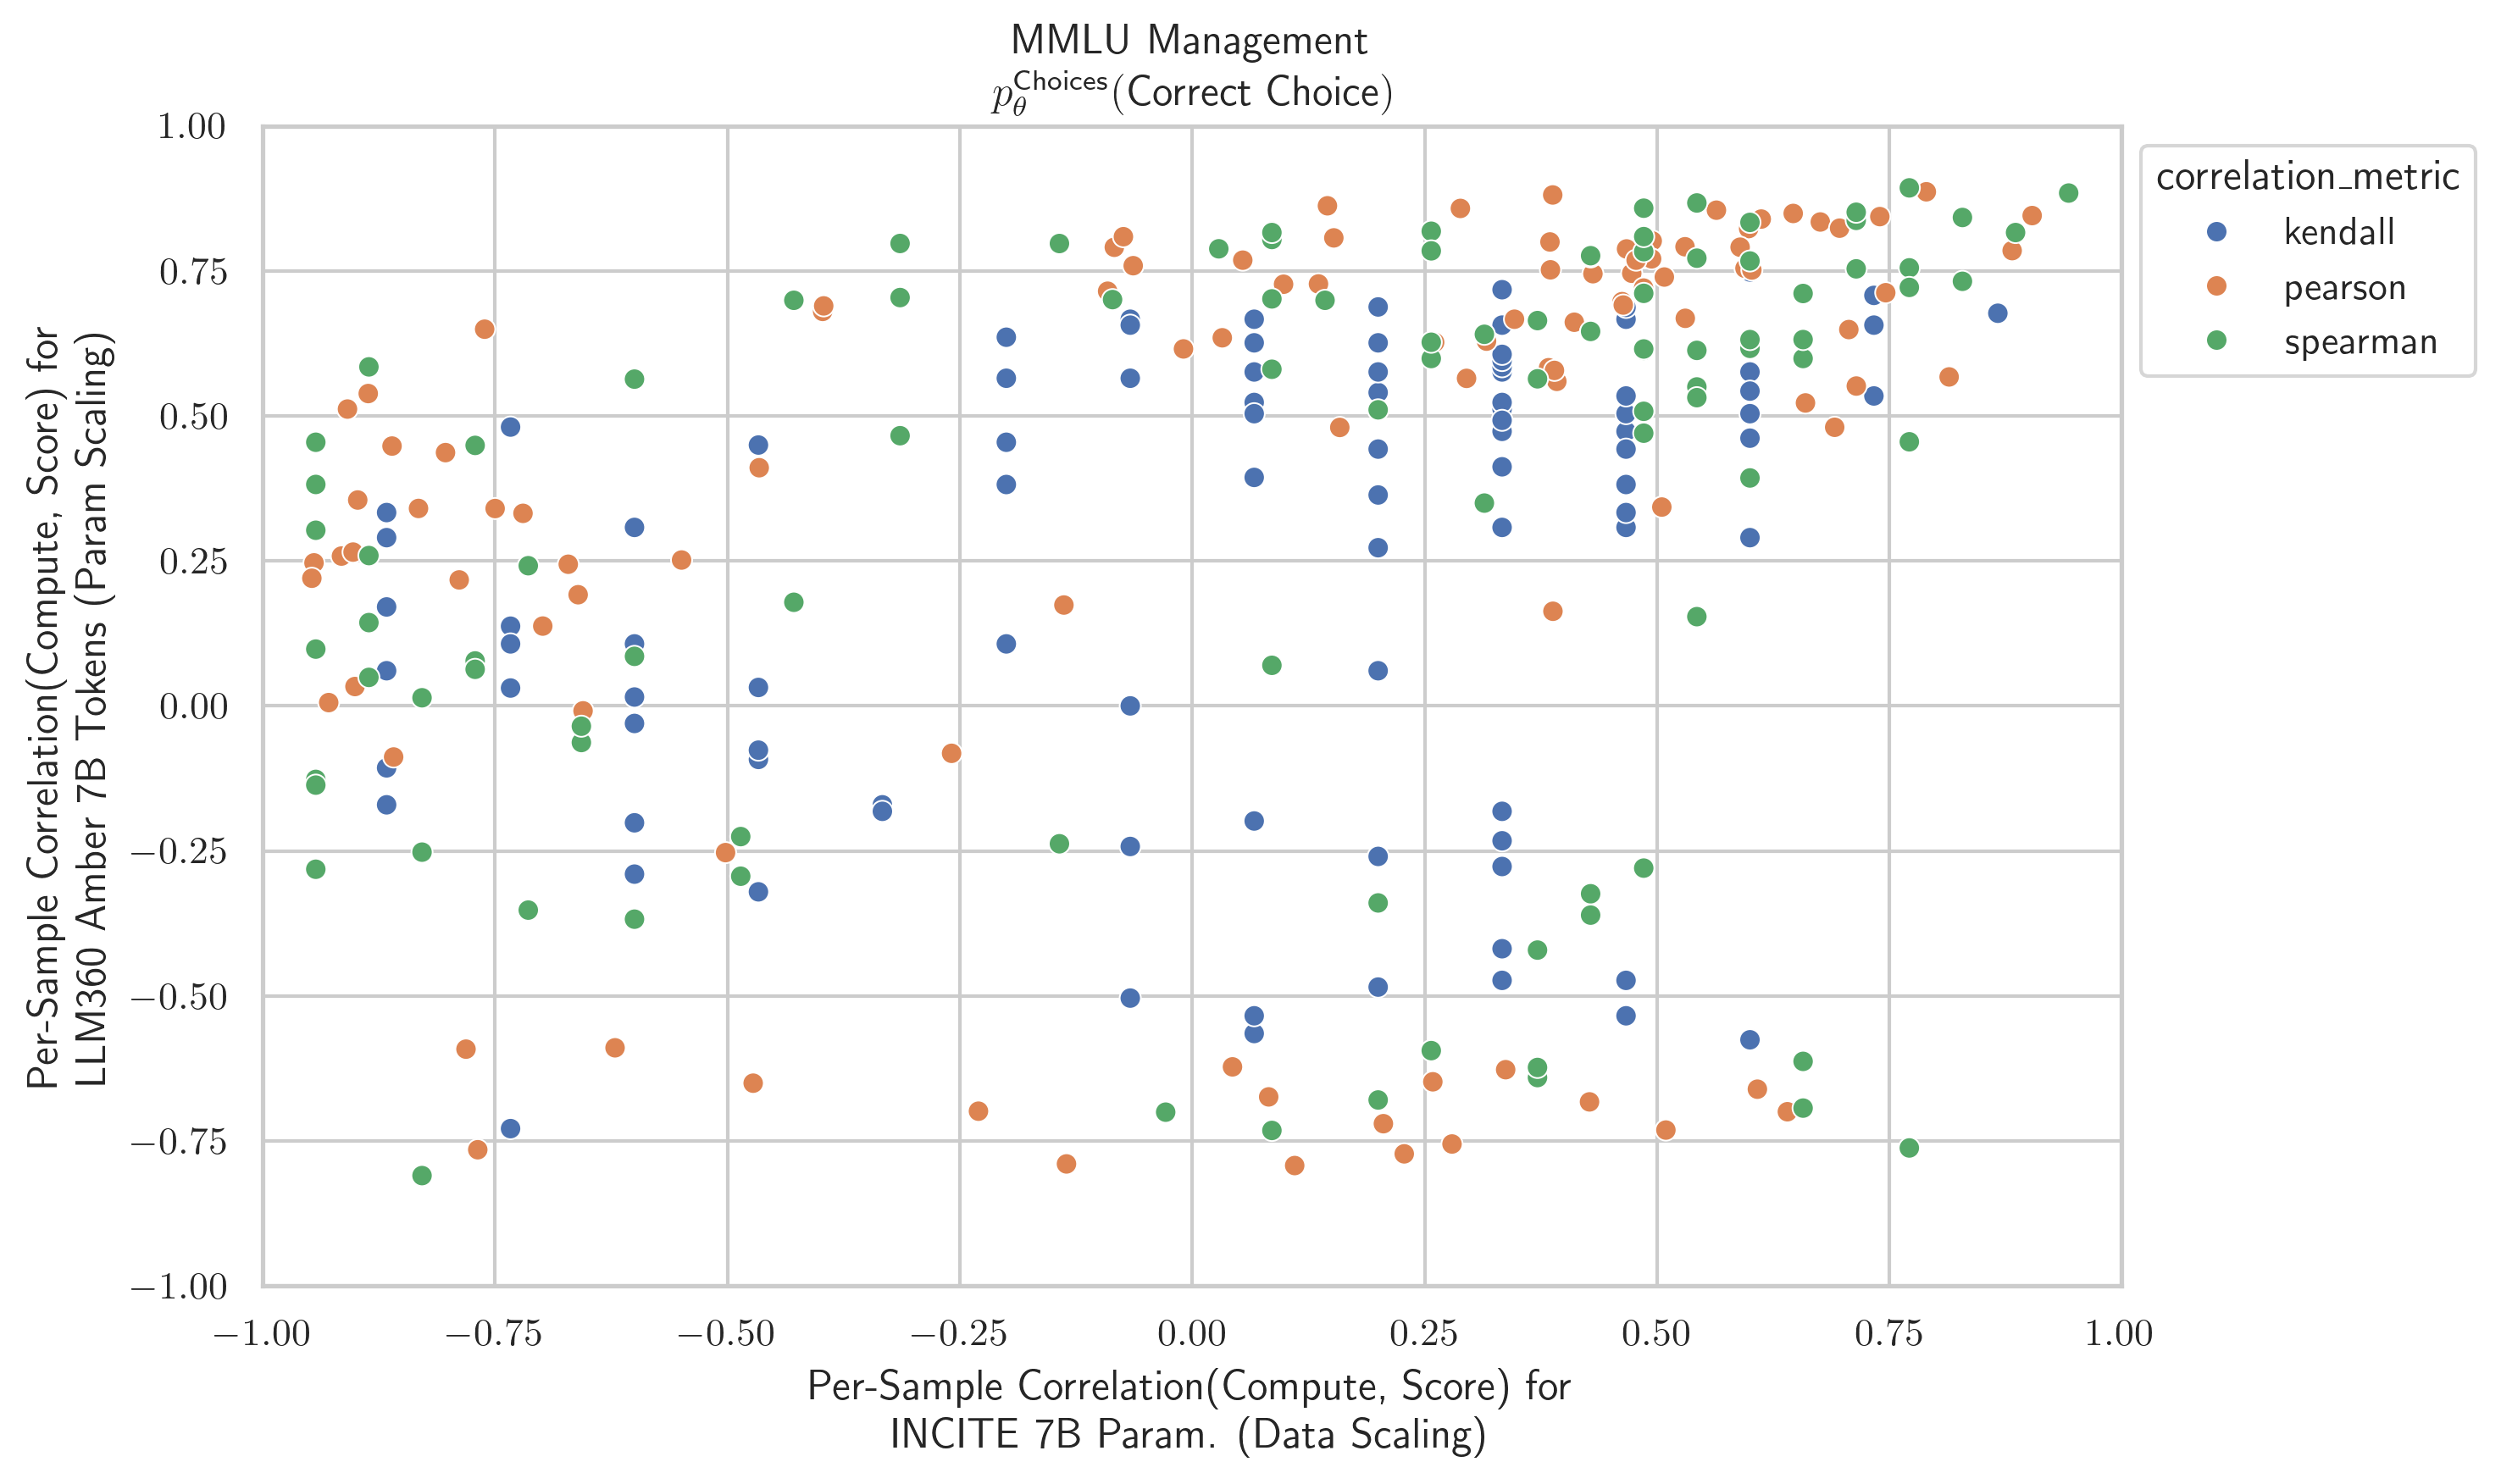 MMLU Management
p_θ^Choices(Correct Choice)
1.00
0.75
0.50
0.25
0.00
−0.25
−0.50
−0.75
−1.00
Per-Sample Correlation(Compute, Score) for
LLM360 Amber 7B Tokens (Param Scaling)
−1.00
−0.75
−0.50
−0.25
0.00
0.25
0.50
0.75
1.00
Per-Sample Correlation(Compute, Score) for
INCITE 7B Param. (Data Scaling)
correlation_metric
kendall
pearson
spearman